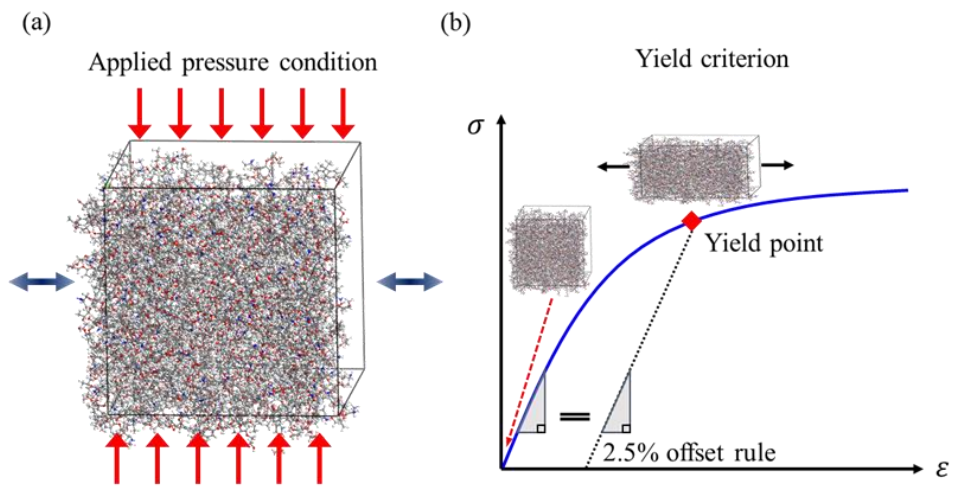 (a)
Applied pressure condition
(b)
Yield criterion
σ
Yield point
=
2.5% offset rule
ε